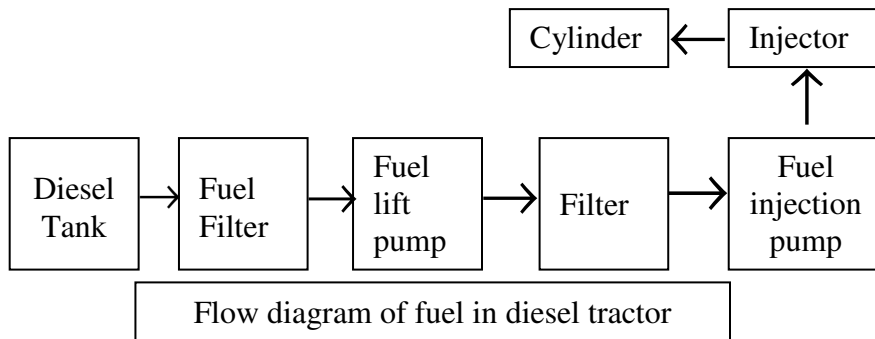 Cylinder
Injector
Diesel
Tank
Fuel
Filter
Fuel
lift
pump
Filter
Fuel
injection
pump
Flow diagram of fuel in diesel tractor